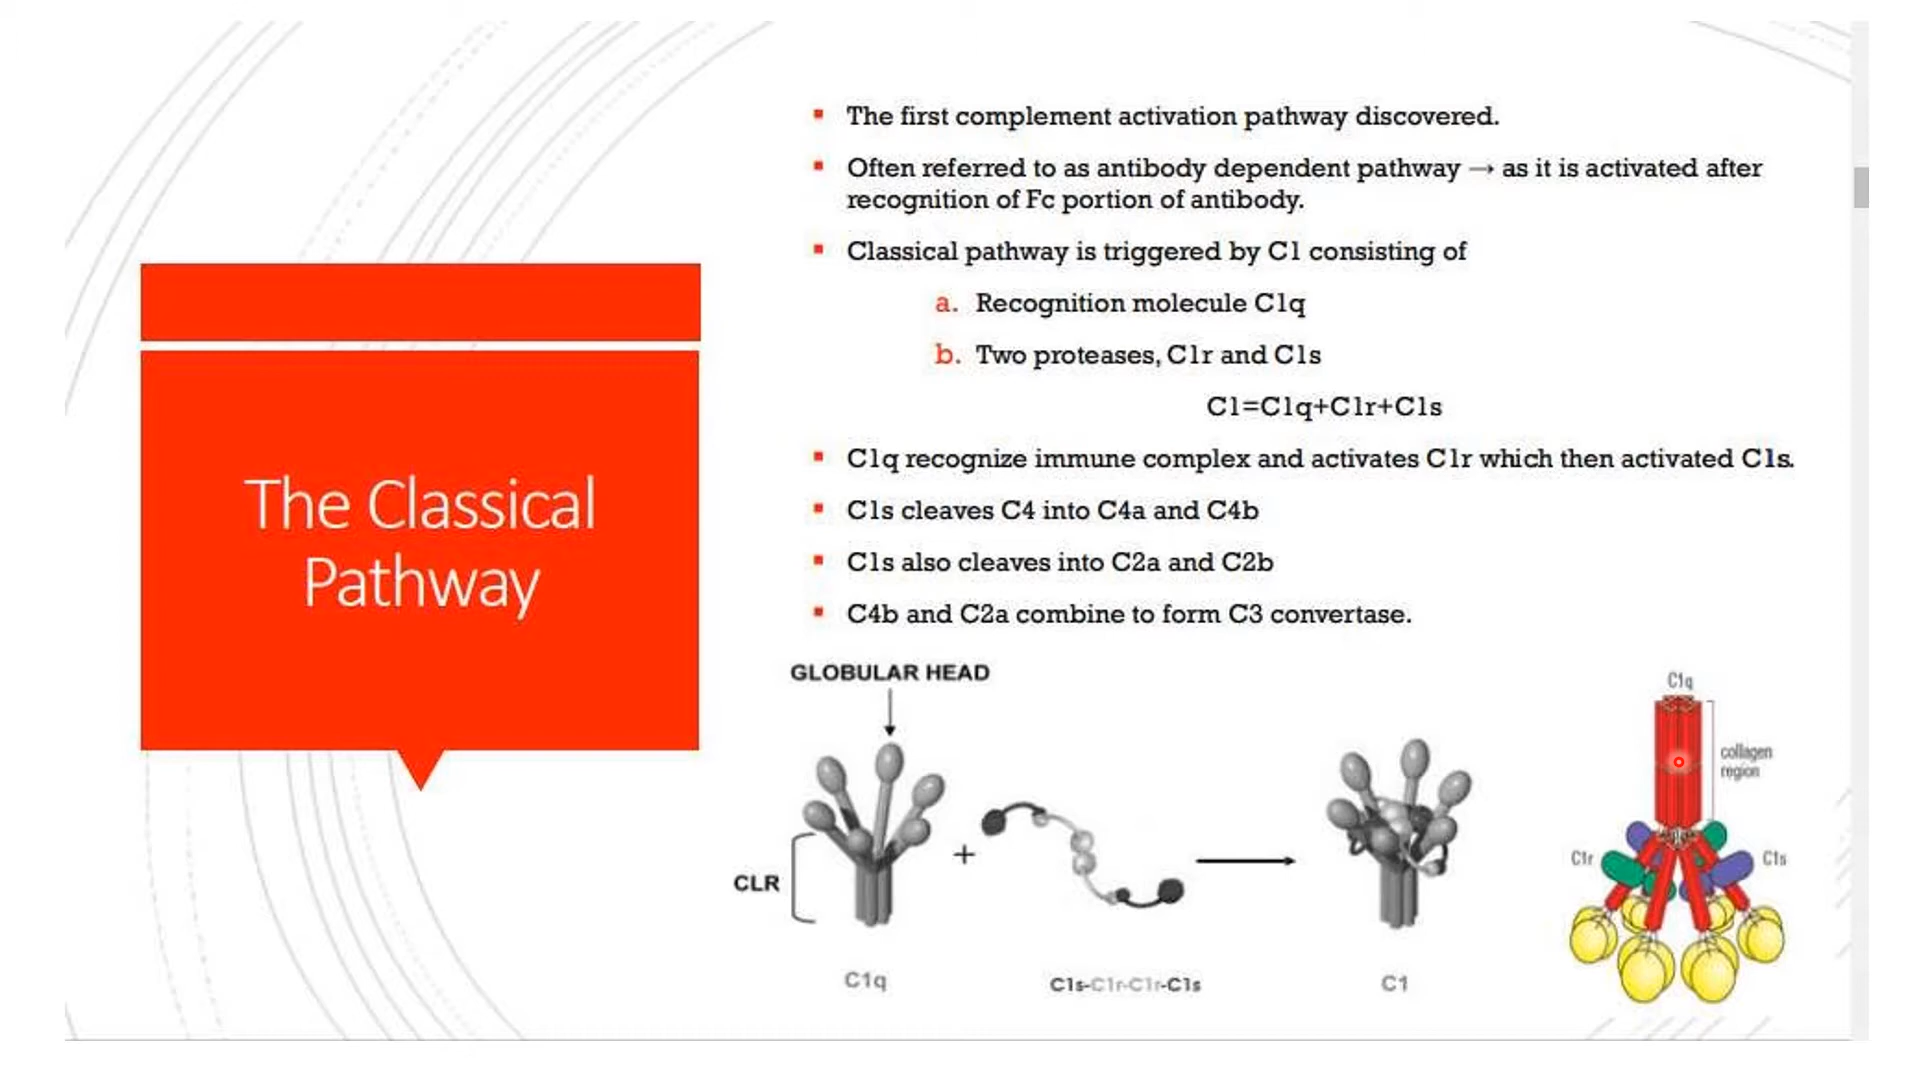 The Classical
Pathway
The first complement activation pathway discovered.
Often referred to as antibody dependent pathway → as it is activated after
recognition of Fc portion of antibody.
Classical pathway is triggered by C1 consisting of
a. Recognition molecule C1q
b. Two proteases, C1r and C1s
C1=C1q+C1r+C1s
C1q recognize immune complex and activates C1r which then activated C1s.
C1s cleaves C4 into C4a and C4b
C1s also cleaves into C2a and C2b
C4b and C2a combine to form C3 convertase.
GLOBULAR HEAD
CLR
+
C1q
C1s-C1r-C1r-C1s
C1
C1q
collagen
region
C1r
C1s